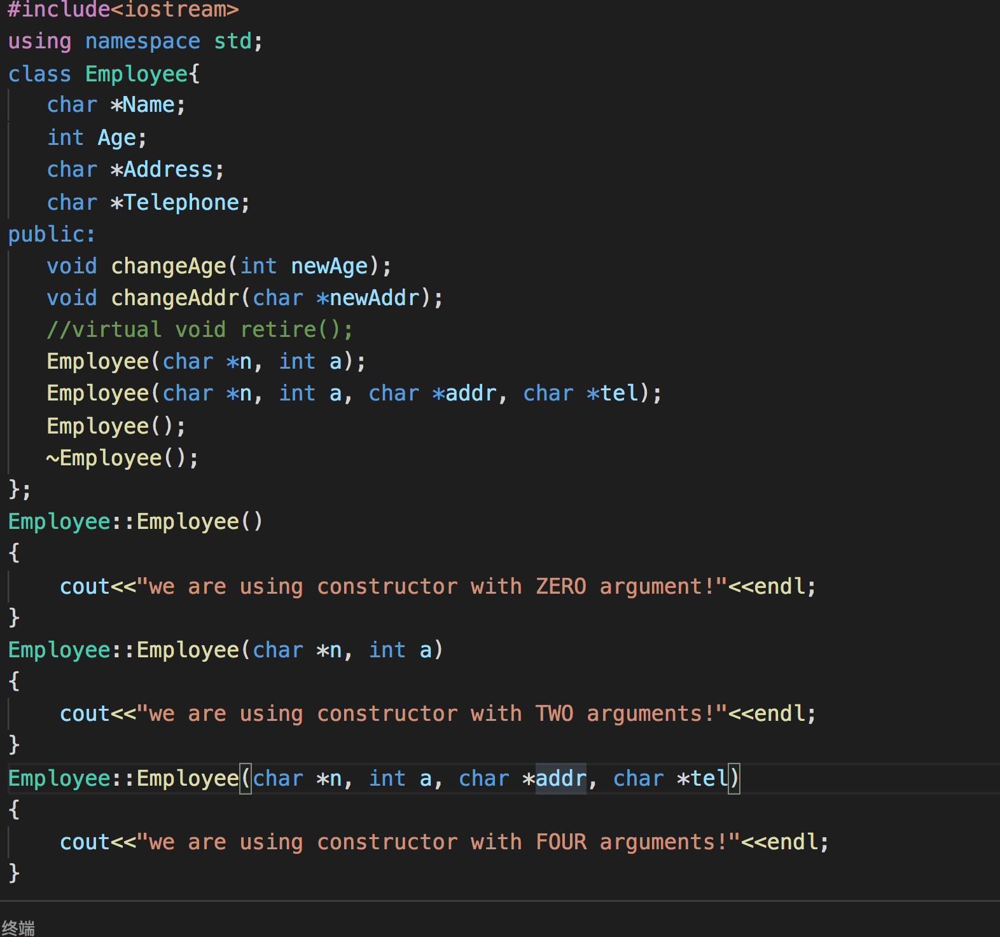 #include<iostream>
using namespace std;
class Employee{
   char *Name;
   int Age;
   char *Address;
   char *Telephone;
public:
   void changeAge(int newAge);
   void changeAddr(char *newAddr);
   //virtual void retire();
   Employee(char *n, int a);
   Employee(char *n, int a, char *addr, char *tel);
   Employee();
   ~Employee();
};
Employee::Employee()
{
    cout<<"we are using constructor with ZERO argument!"<<endl;
}
Employee::Employee(char *n, int a)
{
    cout<<"we are using constructor with TWO arguments!"<<endl;
}
Employee::Employee(char *n, int a, char *addr, char *tel)
{
    cout<<"we are using constructor with FOUR arguments!"<<endl;
}
终端